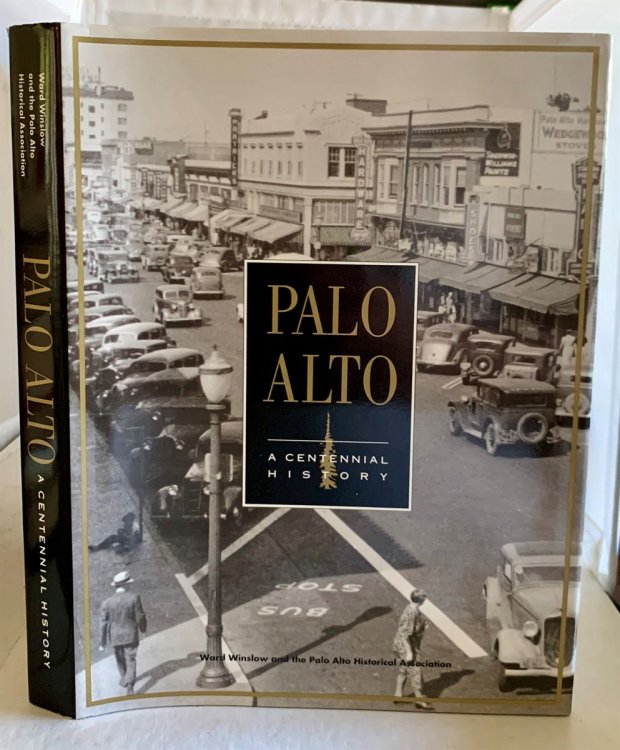 Ward Winslow
and the Palo Alto
Historical Association
PALO ALTO
A CENTENNIAL HISTORY
PALO
ALTO
A CENTENNIAL
HISTORY
HARDWARE
SHERWIN-
WILLIAMS
PAINTS
Palo Alto
WEDGEWOOD
STOVE
BUS
STOP
Ward Winslow and the Palo Alto Historical Association